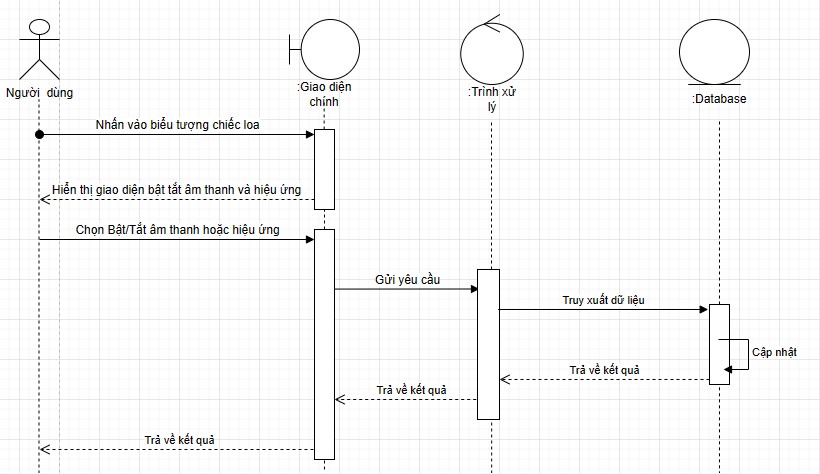 Người dùng
:Giao diện
chính
:Trình xử
lý
:Database
Nhấn vào biểu tượng chiếc loa
Hiển thị giao diện bật tắt âm thanh và hiệu ứng
Chọn Bật/Tắt âm thanh hoặc hiệu ứng
Gửi yêu cầu
Truy xuất dữ liệu
Cập nhật
Trả về kết quả
Trả về kết quả
Trả về kết quả